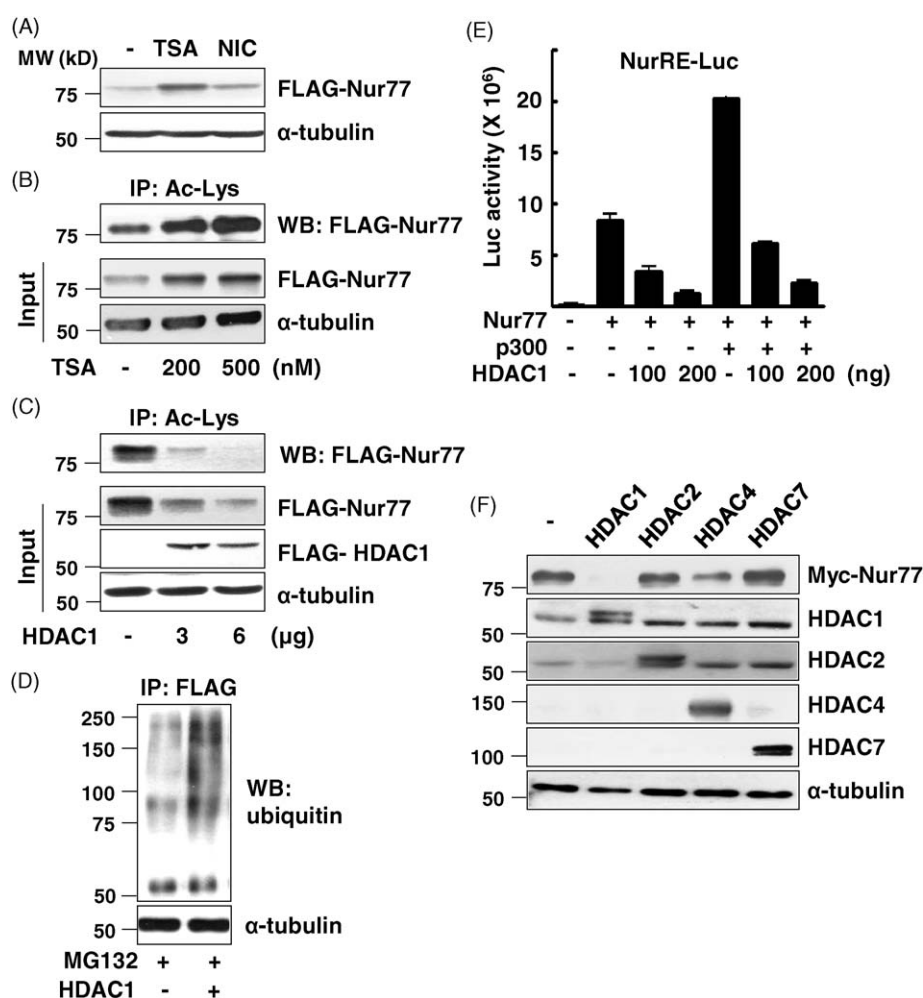 (A)
MW (kD) - TSA NIC
75 FLAG-Nur77
50 α-tubulin
(B)
IP: Ac-Lys
75 WB: FLAG-Nur77
Input
75 FLAG-Nur77
50 α-tubulin
TSA - 200 500 (nM)
(C)
IP: Ac-Lys
75 WB: FLAG-Nur77
Input
75 FLAG-Nur77
50 FLAG- HDAC1
50 α-tubulin
HDAC1 - 3 6 (μg)
(D)
IP: FLAG
250
150
100
75
50
WB:
ubiquitin
50 α-tubulin
MG132 + +
HDAC1 - +
(E)
NurRE-Luc
Luc activity (X 10⁶)
20
15
10
5
Nur77 - + + + + + +
p300 - - - - + + +
HDAC1 - - 100 200 - 100 200 (ng)
(F)
- HDAC1 HDAC2 HDAC4 HDAC7
75 Myc-Nur77
50 HDAC1
50 HDAC2
150 HDAC4
100 HDAC7
50 α-tubulin